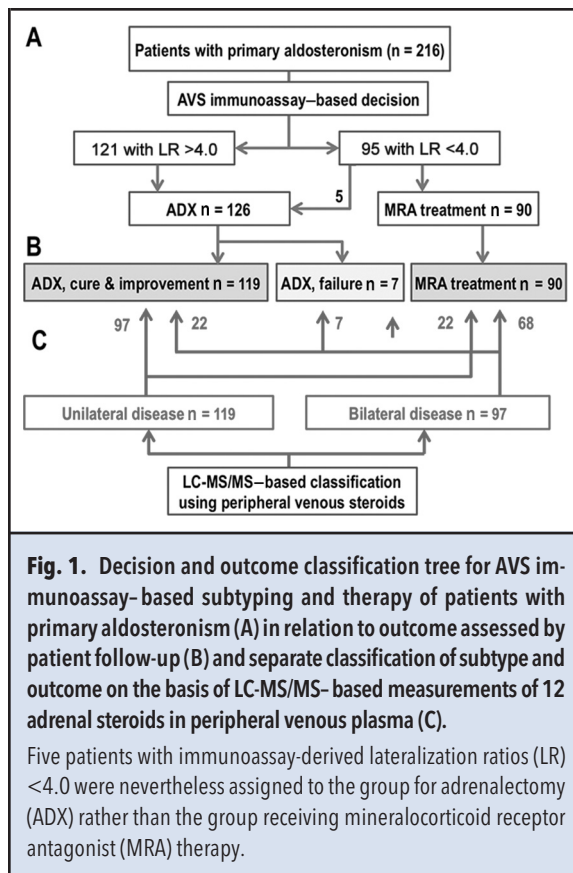 A
Patients with primary aldosteronism (n = 216)
AVS immunoassay–based decision
121 with LR >4.0
95 with LR <4.0
5
ADX n = 126
MRA treatment n = 90
B
ADX, cure & improvement n = 119
ADX, failure n = 7
MRA treatment n = 90
97
22
7
22
68
C
Unilateral disease n = 119
Bilateral disease n = 97
LC-MS/MS–based classification
using peripheral venous steroids
Fig. 1. Decision and outcome classification tree for AVS im-
munoassay–based subtyping and therapy of patients with
primary aldosteronism (A) in relation to outcome assessed by
patient follow-up (B) and separate classification of subtype and
outcome on the basis of LC-MS/MS–based measurements of 12
adrenal steroids in peripheral venous plasma (C).
Five patients with immunoassay-derived lateralization ratios (LR)
<4.0 were nevertheless assigned to the group for adrenalectomy
(ADX) rather than the group receiving mineralocorticoid receptor
antagonist (MRA) therapy.